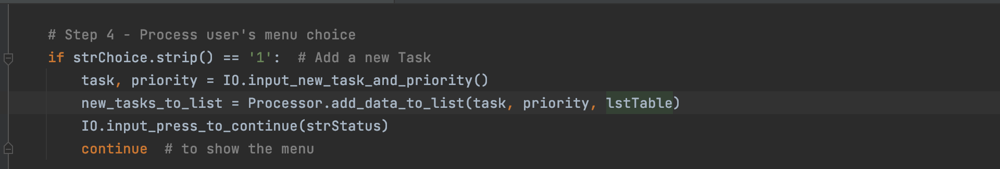 # Step 4 - Process user's menu choice
if strChoice.strip() == '1':  # Add a new Task
task, priority = IO.input_new_task_and_priority()
new_tasks_to_list = Processor.add_data_to_list(task, priority, lstTable)
IO.input_press_to_continue(strStatus)
continue  # to show the menu